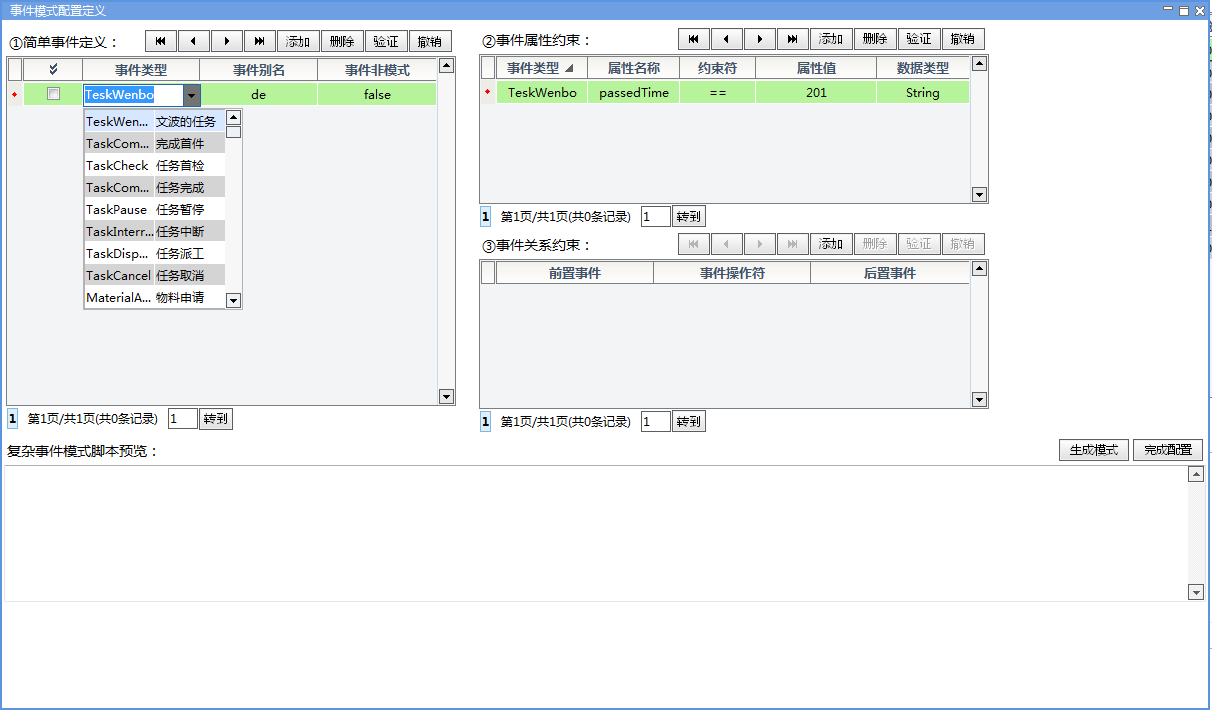 事件模式配置定义
①简单事件定义： 添加 删除 验证 撤销
事件类型 事件别名 事件非模式
TeskWenbo de false
TeskWen... 文波的任务
TaskCom... 完成首件
TaskCheck 任务首检
TaskCom... 任务完成
TaskPause 任务暂停
TaskInterr... 任务中断
TaskDisp... 任务派工
TaskCancel 任务取消
MaterialA... 物料申请
1 第1页/共1页(共0条记录) 1 转到
②事件属性约束： 添加 删除 验证 撤销
事件类型 属性名称 约束符 属性值 数据类型
TeskWenbo passedTime == 201 String
1 第1页/共1页(共0条记录) 1 转到
③事件关系约束： 添加 删除 验证 撤销
前置事件 事件操作符 后置事件
1 第1页/共1页(共0条记录) 1 转到
复杂事件模式脚本预览： 生成模式 完成配置